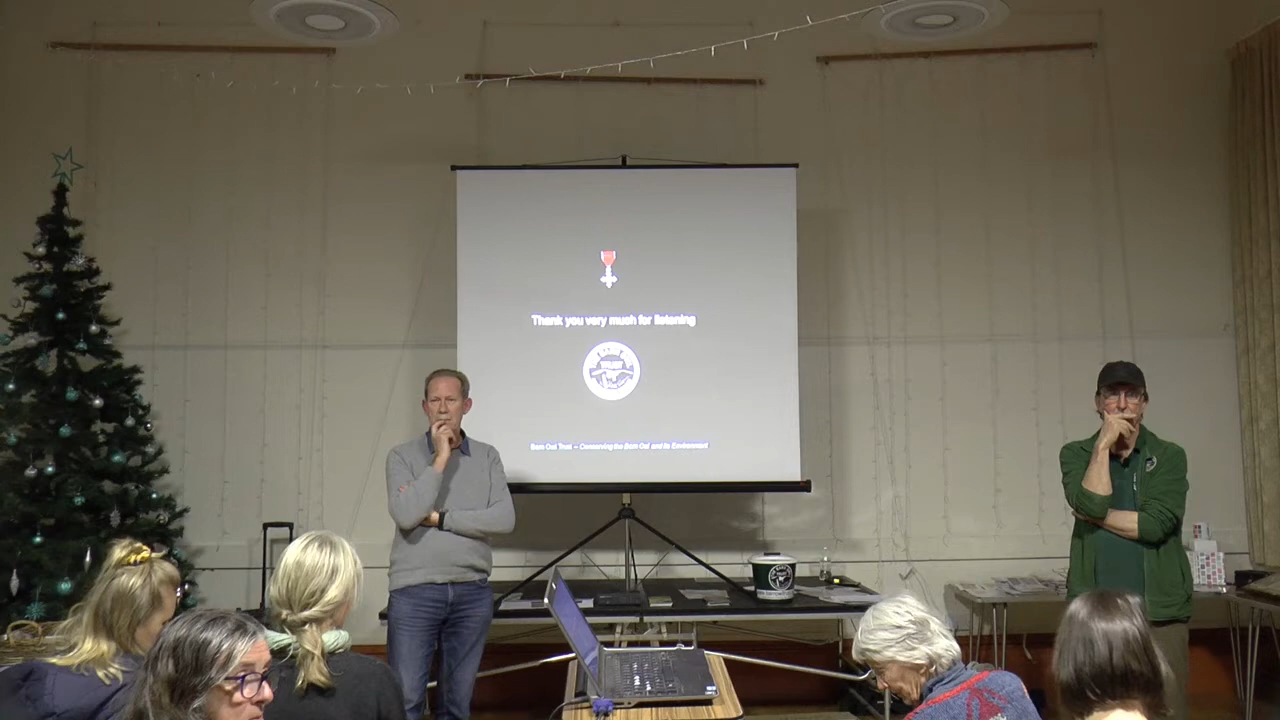 Thank you very much for listening
Barn Owl Trust – Conserving the Barn Owl and its Environment